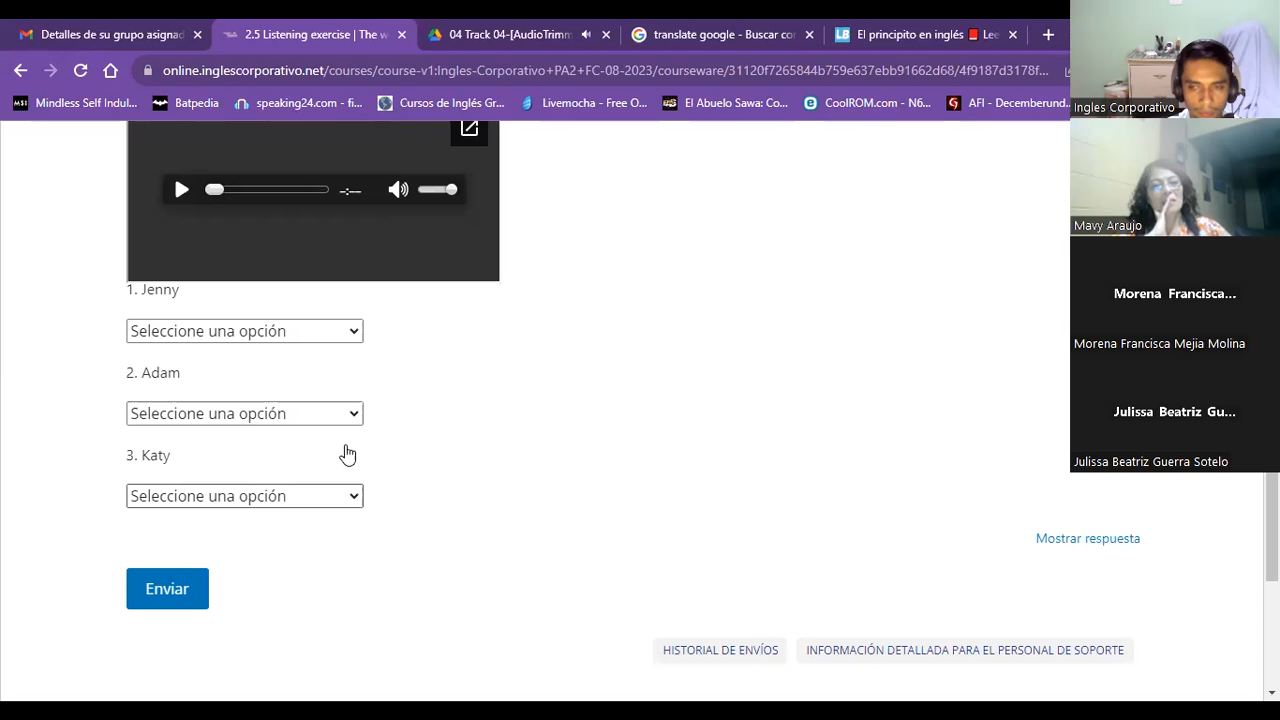 Detalles de su grupo asignad
2.5 Listening exercise | The w
04 Track 04-[AudioTrimm
translate google - Buscar con
El principito en inglés 📕 Lee
online.inglescorporativo.net/courses/course-v1:Ingles-Corporativo+PA2+FC-08-2023/courseware/31120f7265844b759e637ebb91662d68/4f9187d3178f...
Mindless Self Indul...
Batpedia
speaking24.com - fi...
Cursos de Inglés Gr...
Livemocha - Free O...
El Abuelo Sawa: Co...
CoolROM.com - N6...
AFI - Decemberund...
-:--
1. Jenny
Seleccione una opción
2. Adam
Seleccione una opción
3. Katy
Seleccione una opción
Mostrar respuesta
Enviar
HISTORIAL DE ENVÍOS
INFORMACIÓN DETALLADA PARA EL PERSONAL DE SOPORTE
Ingles Corporativo
Mavy Araujo
Morena Francisca...
Morena Francisca Mejia Molina
Julissa Beatriz Gu...
Julissa Beatriz Guerra Sotelo